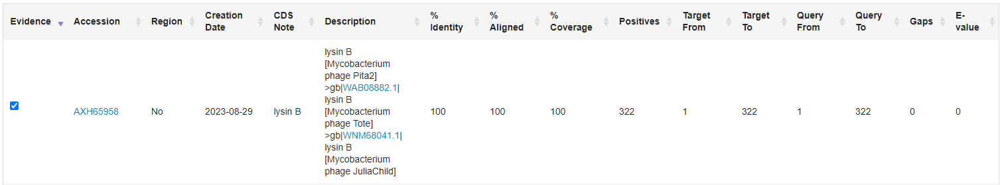 Evidence Accession Region Creation Date CDS Note Description % Identity % Aligned % Coverage Positives Target From Target To Query From Query To Gaps E-value
lysin B
[Mycobacterium
phage Pita2]
>gb|WAB08882.1|
lysin B
AXH65958 No 2023-08-29 lysin B [Mycobacterium 100 100 100 322 1 322 1 322 0 0
phage Tote]
>gb|WNM68041.1|
lysin B
[Mycobacterium
phage JuliaChild]